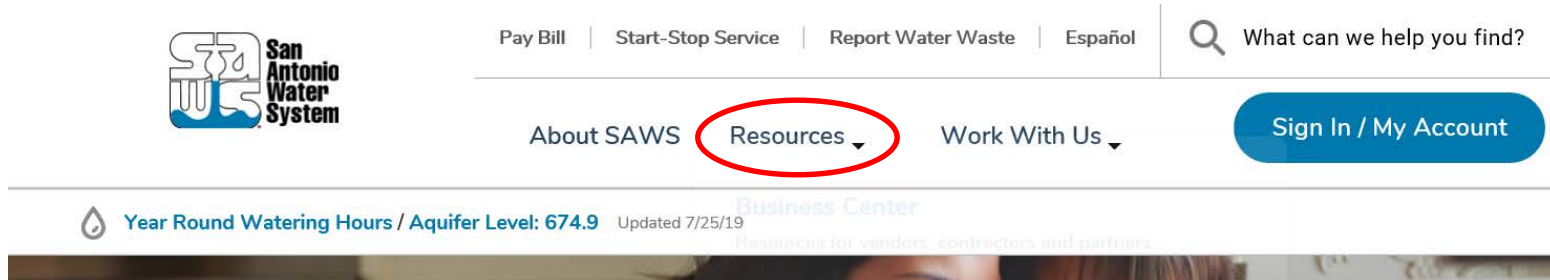 San
Antonio
Water
System
Pay Bill | Start-Stop Service | Report Water Waste | Español
What can we help you find?
About SAWS Resources Work With Us
Sign In / My Account
Year Round Watering Hours / Aquifer Level: 674.9 Updated 7/25/19
Business Center
Resources for vendors, contractors and partners